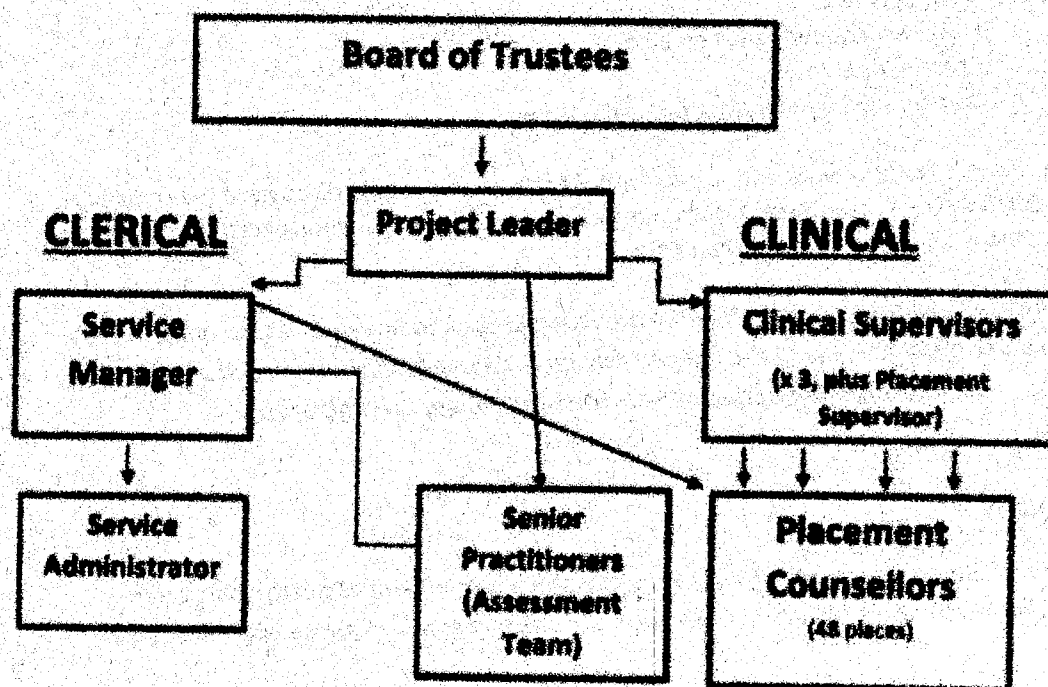 Board of Trustees
Project Leader
CLERICAL
CLINICAL
Service
Manager
Clinical Supervisors
(x 3, plus Placement
Supervisor)
Service
Administrator
Senior
Practitioners
(Assessment
Team)
Placement
Counsellors
(48 places)